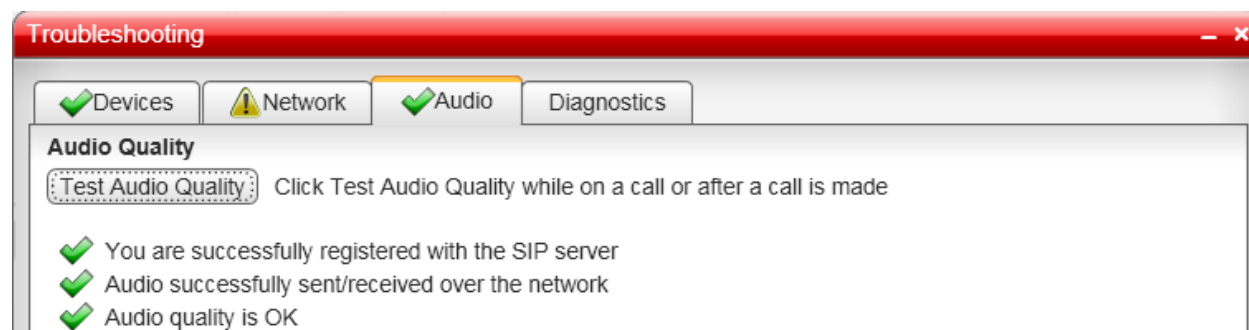 Troubleshooting
Devices Network Audio Diagnostics
Audio Quality
Test Audio Quality Click Test Audio Quality while on a call or after a call is made
You are successfully registered with the SIP server
Audio successfully sent/received over the network
Audio quality is OK